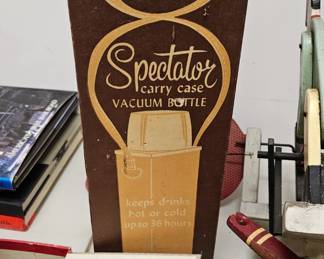 Spectator
carry case
VACUUM BOTTLE
keeps drinks
hot or cold
up to 36 hours